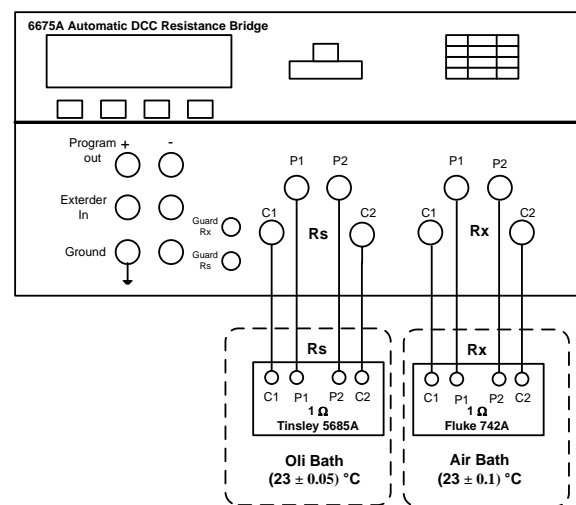 6675A Automatic DCC Resistance Bridge
Program out
+ -
P1 P2 P1 P2
Exterder In
Guard Rx
C1 Rs C2 C1 Rx C2
Ground
Guard Rs
Rs Rx
C1 P1 P2 C2 C1 P1 P2 C2
1 Ω 1 Ω
Tinsley 5685A Fluke 742A
Oli Bath Air Bath
(23 ± 0.05) °C (23 ± 0.1) °C